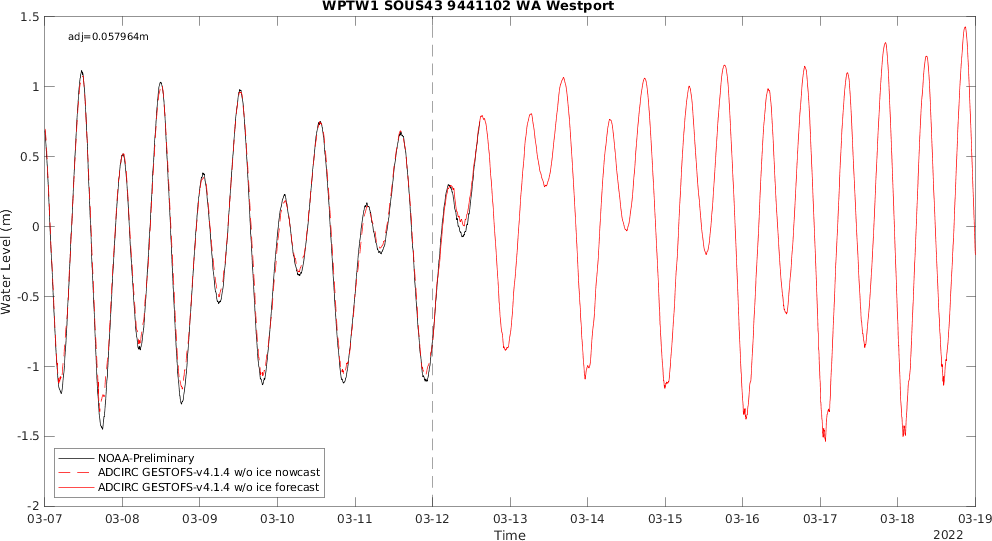 WPTW1 SOUS43 9441102 WA Westport
adj=0.057964m
1.5
1
0.5
0
-0.5
-1
-1.5
-2
Water Level (m)
NOAA-Preliminary
ADCIRC GESTOFS-v4.1.4 w/o ice nowcast
ADCIRC GESTOFS-v4.1.4 w/o ice forecast
03-07 03-08 03-09 03-10 03-11 03-12 03-13 03-14 03-15 03-16 03-17 03-18 03-19
Time
2022